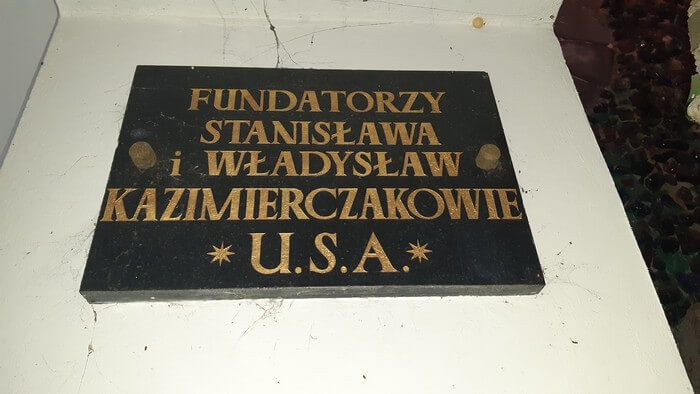 FUNDATORZY
STANISŁAWA
i WŁADYSŁAW
KAZIMIERCZAKOWIE
* U.S.A. *